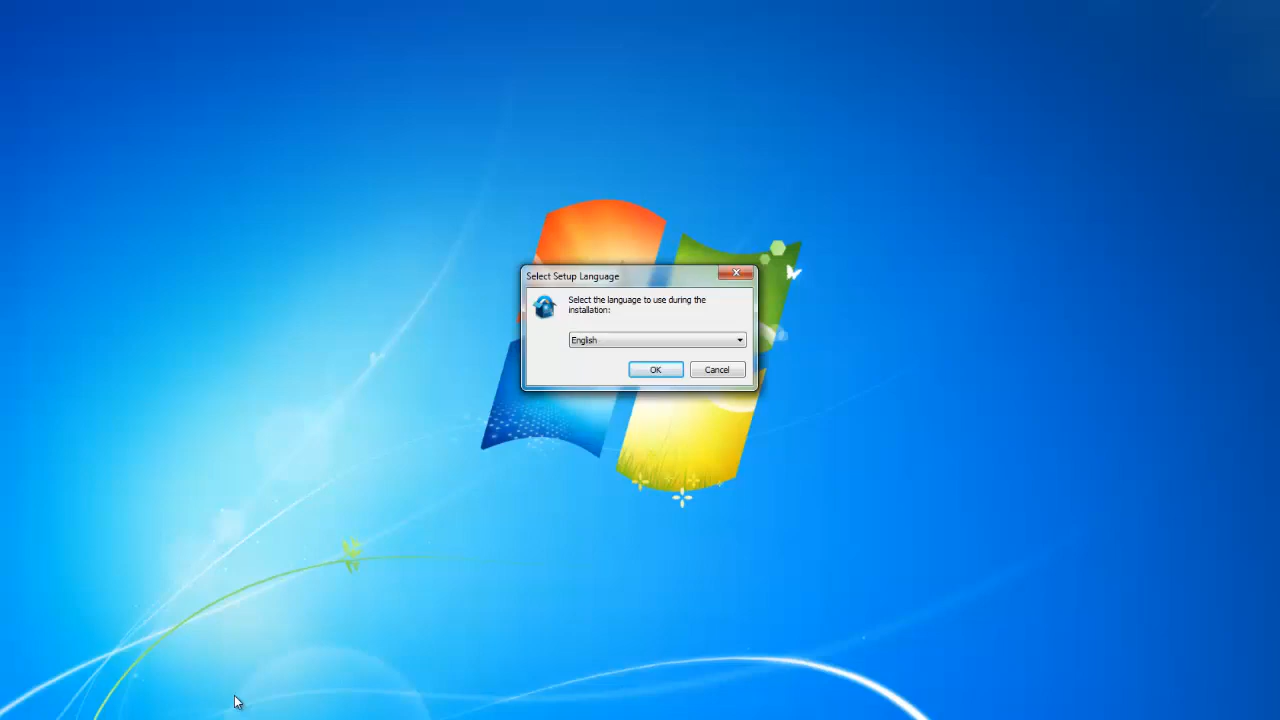 Select Setup Language
Select the language to use during the
installation:
English
OK Cancel